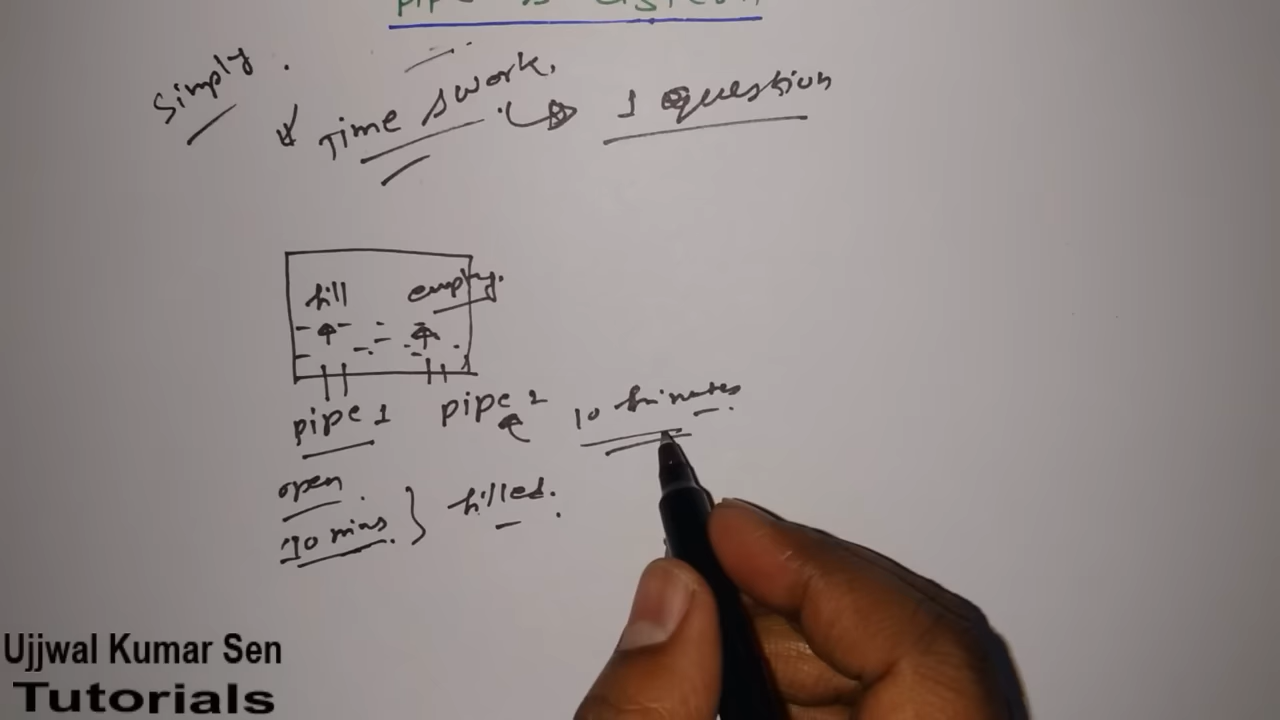 Simply.
Time & work. 1 question
fill empty.
pipe 1 pipe 2 10 minutes.
open
10 mins } filled.
Ujjwal Kumar Sen
Tutorials